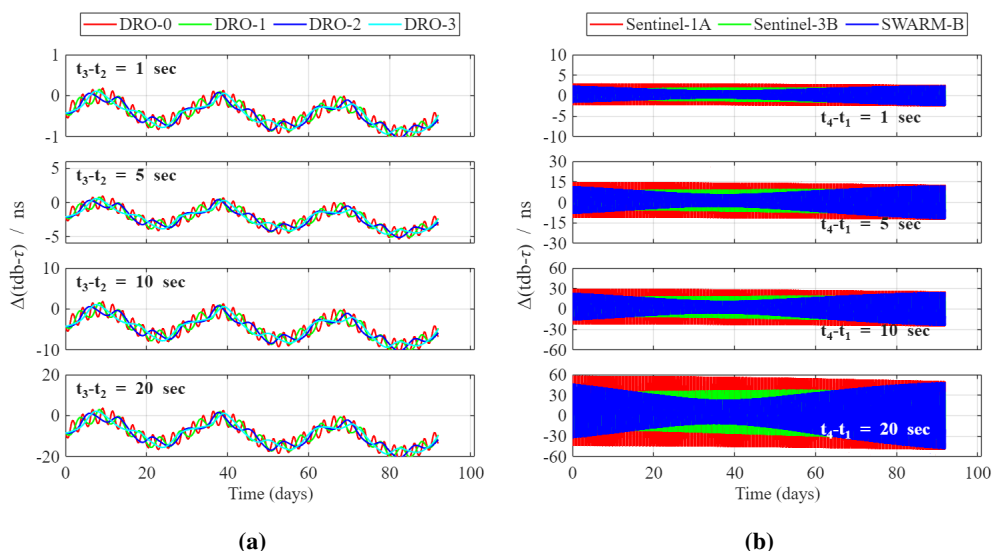 DRO-0 DRO-1 DRO-2 DRO-3
t3-t2 = 1 sec
1
0
-1
t3-t2 = 5 sec
5
0
-5
t3-t2 = 10 sec
10
0
-10
t3-t2 = 20 sec
20
0
-20
0 20 40 60 80 100
Δ(tdb-τ) / ns
Time (days)
(a)
Sentinel-1A Sentinel-3B SWARM-B
10
5
0
-5
-10
t4-t1 = 1 sec
30
15
0
-15
-30
t4-t1 = 5 sec
60
30
0
-30
-60
t4-t1 = 10 sec
60
30
0
-30
-60
t4-t1 = 20 sec
0 20 40 60 80 100
Δ(tdb-τ) / ns
Time (days)
(b)